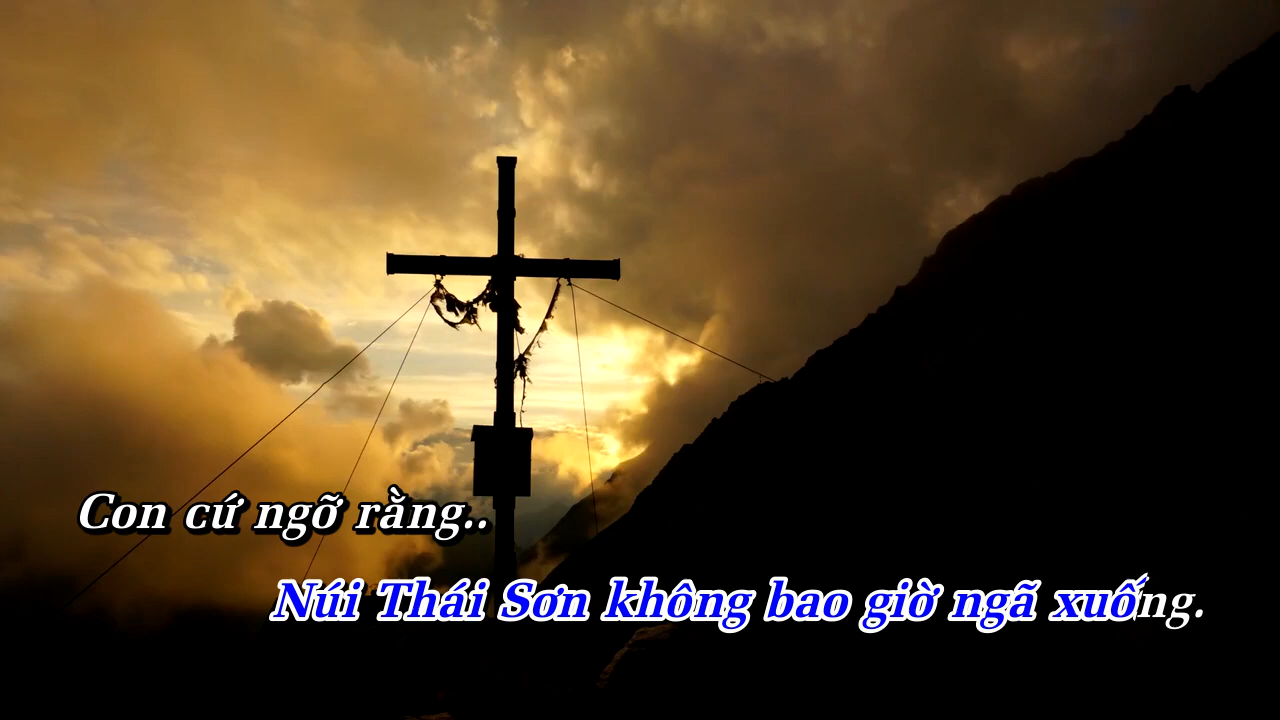 Con cứ ngỡ rằng..
Núi Thái Sơn không bao giờ ngã xuống.